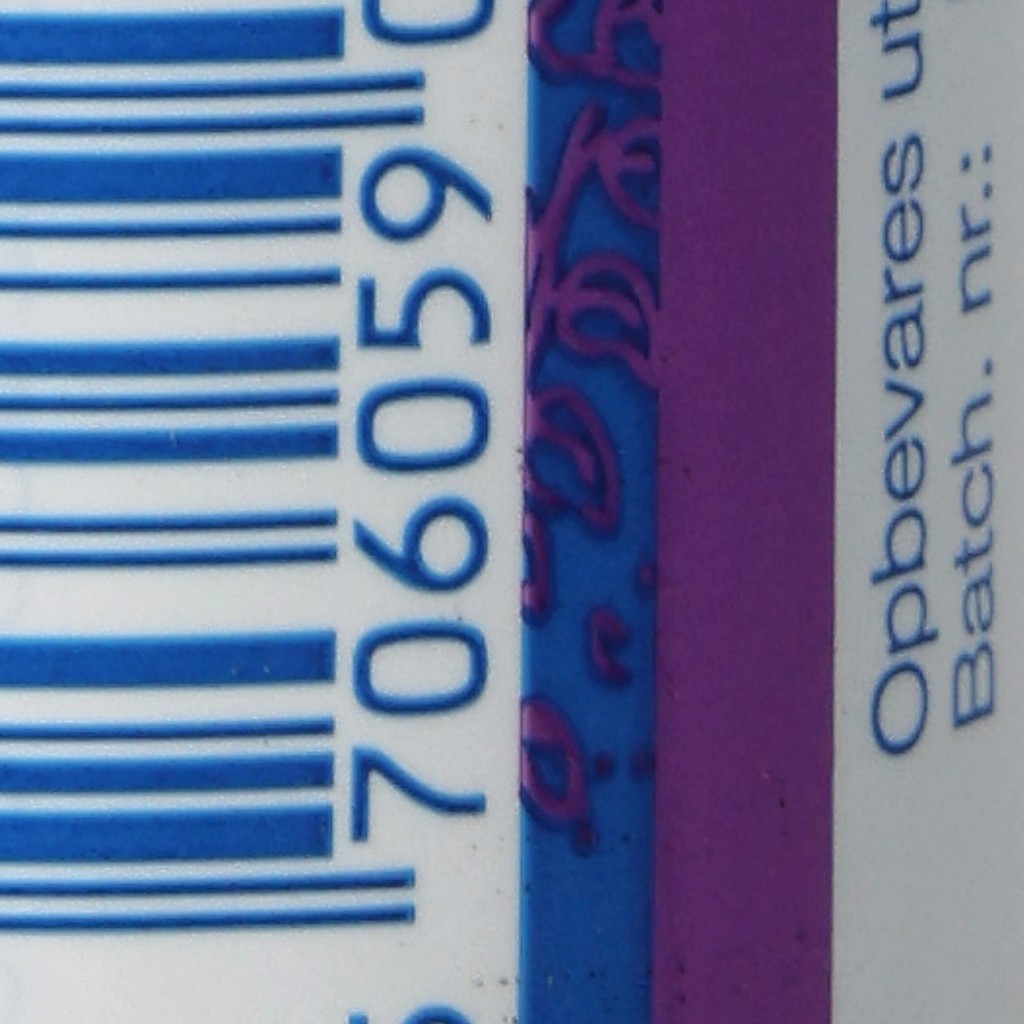 706059
Opbevares ut
Batch. nr.: